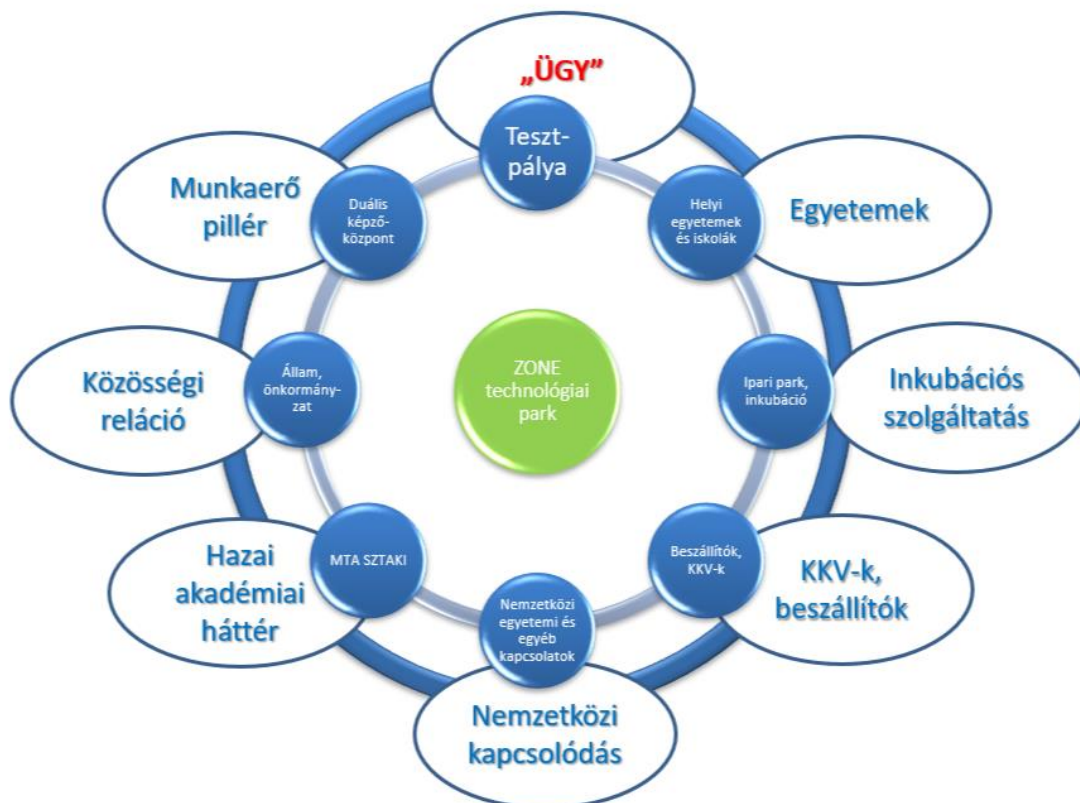 „ÜGY”
Teszt-
pálya
Munkaerő
pillér
Duális
képző-
központ
Helyi
egyetemek
és iskolák
Egyetemek
Közösségi
reláció
Állam,
önkormány-
zat
ZONE
technológiai
park
Ipari park,
inkubáció
Inkubációs
szolgáltatás
Hazai
akadémiai
háttér
MTA SZTAKI
Beszállítók,
KKV-k
KKV-k,
beszállítók
Nemzetközi
egyetemi és
egyéb
kapcsolatok
Nemzetközi
kapcsolódás